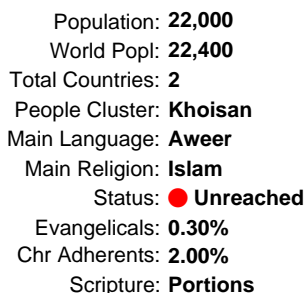 Population: 22,000
World Popl: 22,400
Total Countries: 2
People Cluster: Khoisan
Main Language: Aweer
Main Religion: Islam
Status: Unreached
Evangelicals: 0.30%
Chr Adherents: 2.00%
Scripture: Portions